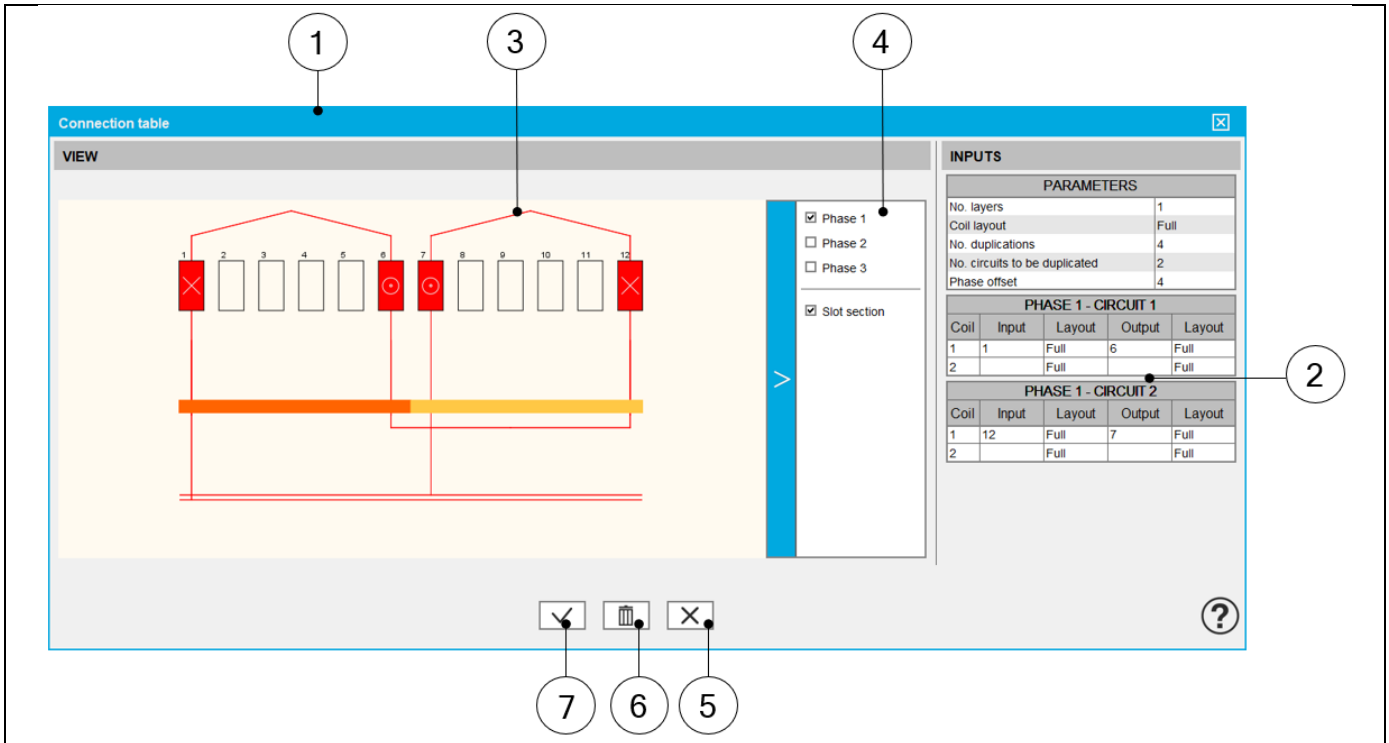 1 3 4
Connection table
VIEW
1 2 3 4 5 6 7 8 9 10 11 12
>
Phase 1
Phase 2
Phase 3
Slot section
INPUTS
PARAMETERS
No. layers 1
Coil layout Full
No. duplications 4
No. circuits to be duplicated 2
Phase offset 4
PHASE 1 - CIRCUIT 1
Coil Input Layout Output Layout
1 1 Full 6 Full
2 Full Full
PHASE 1 - CIRCUIT 2
Coil Input Layout Output Layout
1 12 Full 7 Full
2 Full Full
2
?
7 6 5